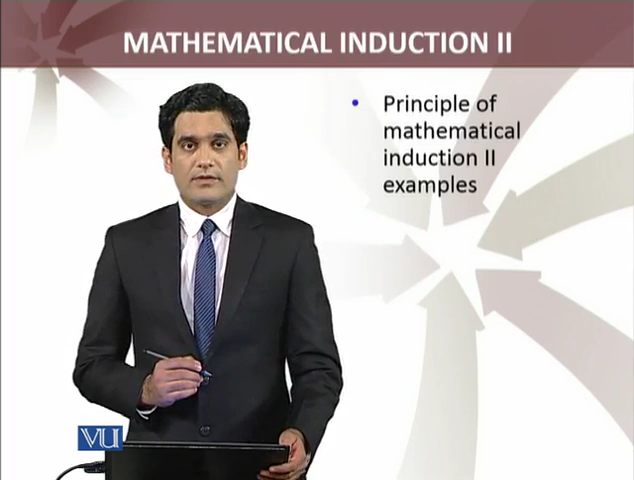 MATHEMATICAL INDUCTION II
• Principle of
mathematical
induction II
examples
VU